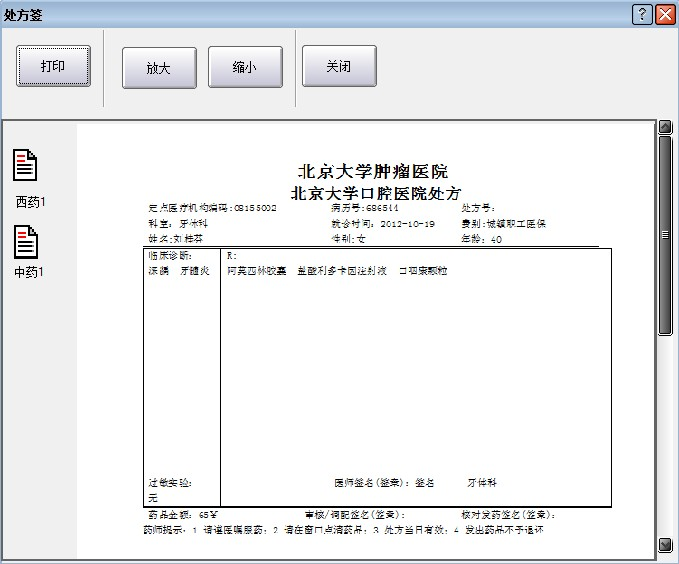 处方签
打印
放大
缩小
关闭
西药1
中药1
北京大学肿瘤医院
北京大学口腔医院处方
定点医疗机构编码:08155002 病历号:686544 处方号:
科室: 牙体科 就诊时间: 2012-10-19 费别:城镇职工医保
姓名:刘桂芬 性别:女 年龄: 40
临床诊断: R:
深龋 牙髓炎 阿莫西林胶囊 盐酸利多卡因注射液 口咽康颗粒
过敏实验: 医师签名(签章): 签名 牙体科
无
药品金额: 65¥ 审核/调配签名(签章): 核对发药签名(签章):
药师提示: 1 请遵医嘱服药; 2 请在窗口点清药品; 3 处方当日有效; 4 发出药品不予退还